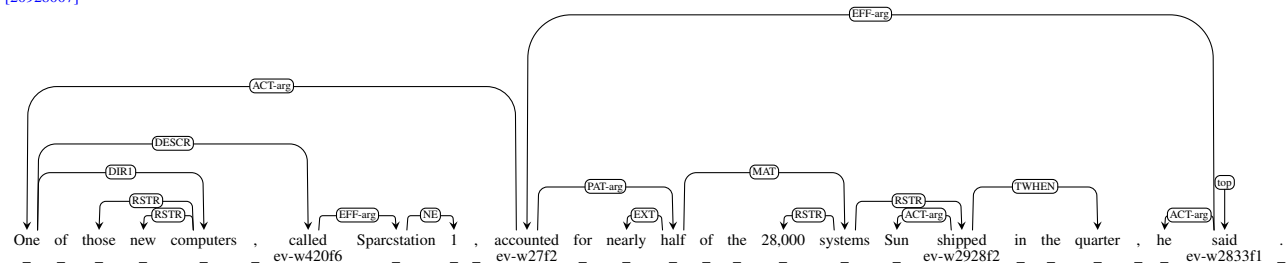 EFF-arg
ACT-arg
DESCR
DIR1 MAT top
PAT-arg TWHEN
RSTR RSTR
RSTR EFF-arg NE EXT RSTR ACT-arg ACT-arg
One of those new computers , called Sparcstation 1 , accounted for nearly half of the 28,000 systems Sun shipped in the quarter , he said .
_ _ _ _ _ _ ev-w420f6 _ _ _ ev-w27f2 _ _ _ _ _ _ _ _ ev-w2928f2 _ _ _ _ _ ev-w2833f1 _